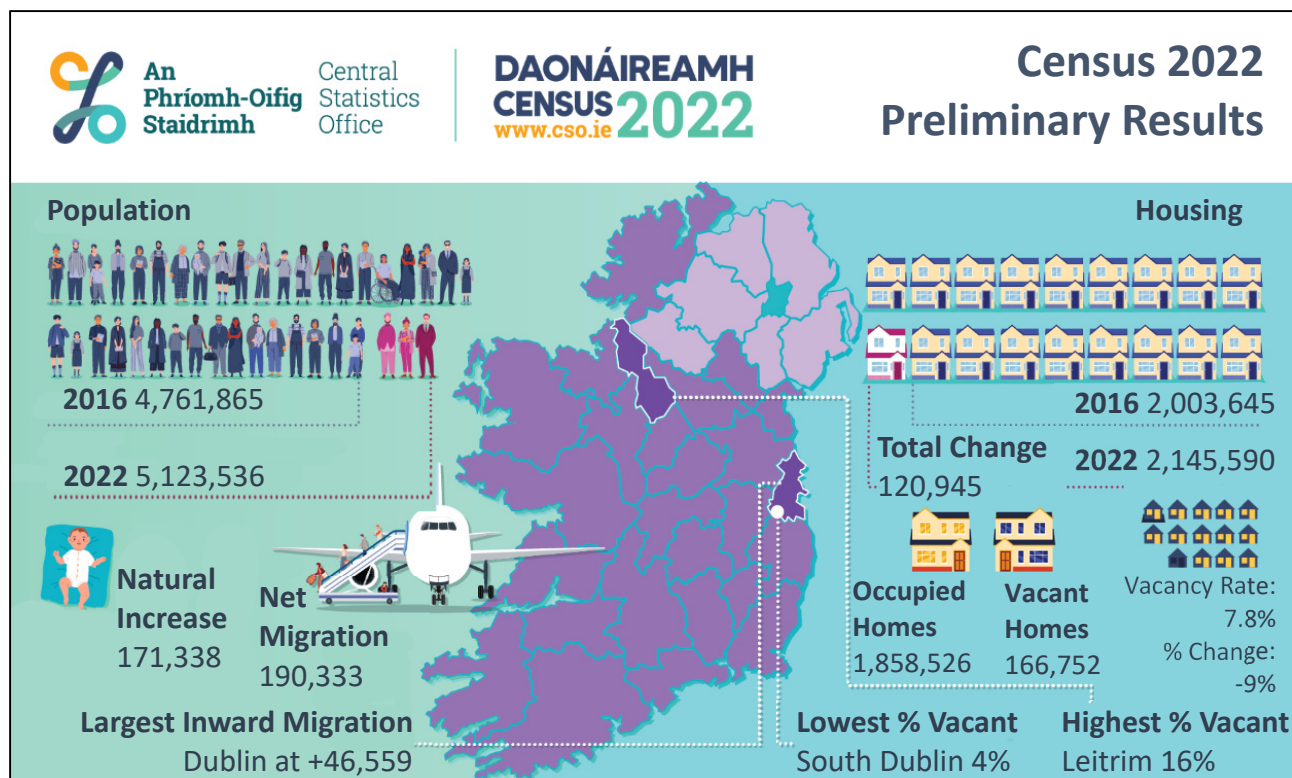 An
Phríomh-Oifig
Staidrimh
Central
Statistics
Office
DAONÁIREAMH
CENSUS 2022
www.cso.ie
Census 2022
Preliminary Results
Population
2016 4,761,865
2022 5,123,536
Natural
Increase
171,338
Net
Migration
190,333
Largest Inward Migration
Dublin at +46,559
Housing
2016 2,003,645
Total Change
120,945
2022 2,145,590
Occupied
Homes
1,858,526
Vacant
Homes
166,752
Vacancy Rate:
7.8%
% Change:
-9%
Lowest % Vacant
South Dublin 4%
Highest % Vacant
Leitrim 16%